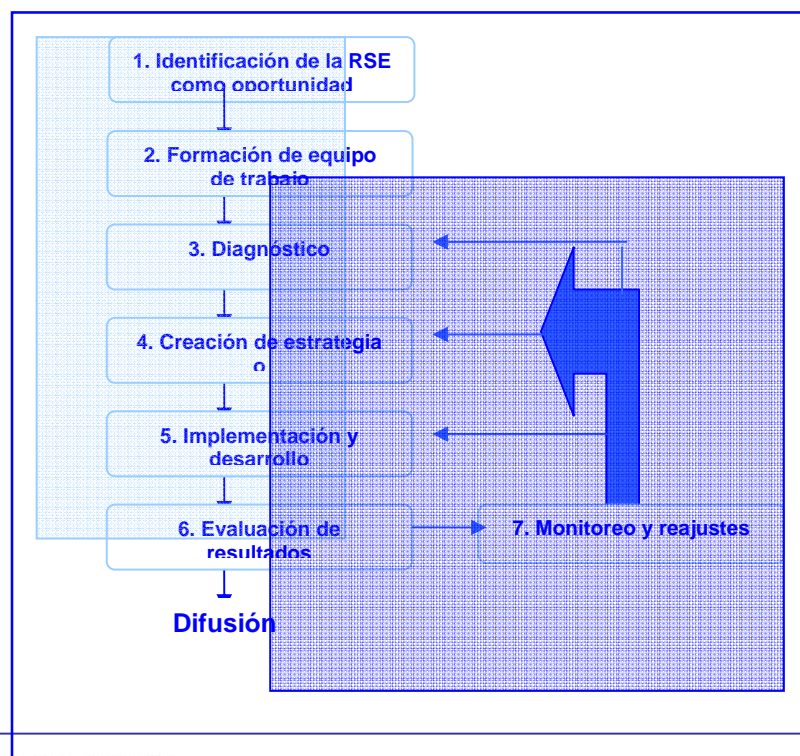 1. Identificación de la RSE
como oportunidad
2. Formación de equipo
de trabajo
3. Diagnóstico
4. Creación de estrategia
o
5. Implementación y
desarrollo
6. Evaluación de
resultados
7. Monitoreo y reajustes
Difusión